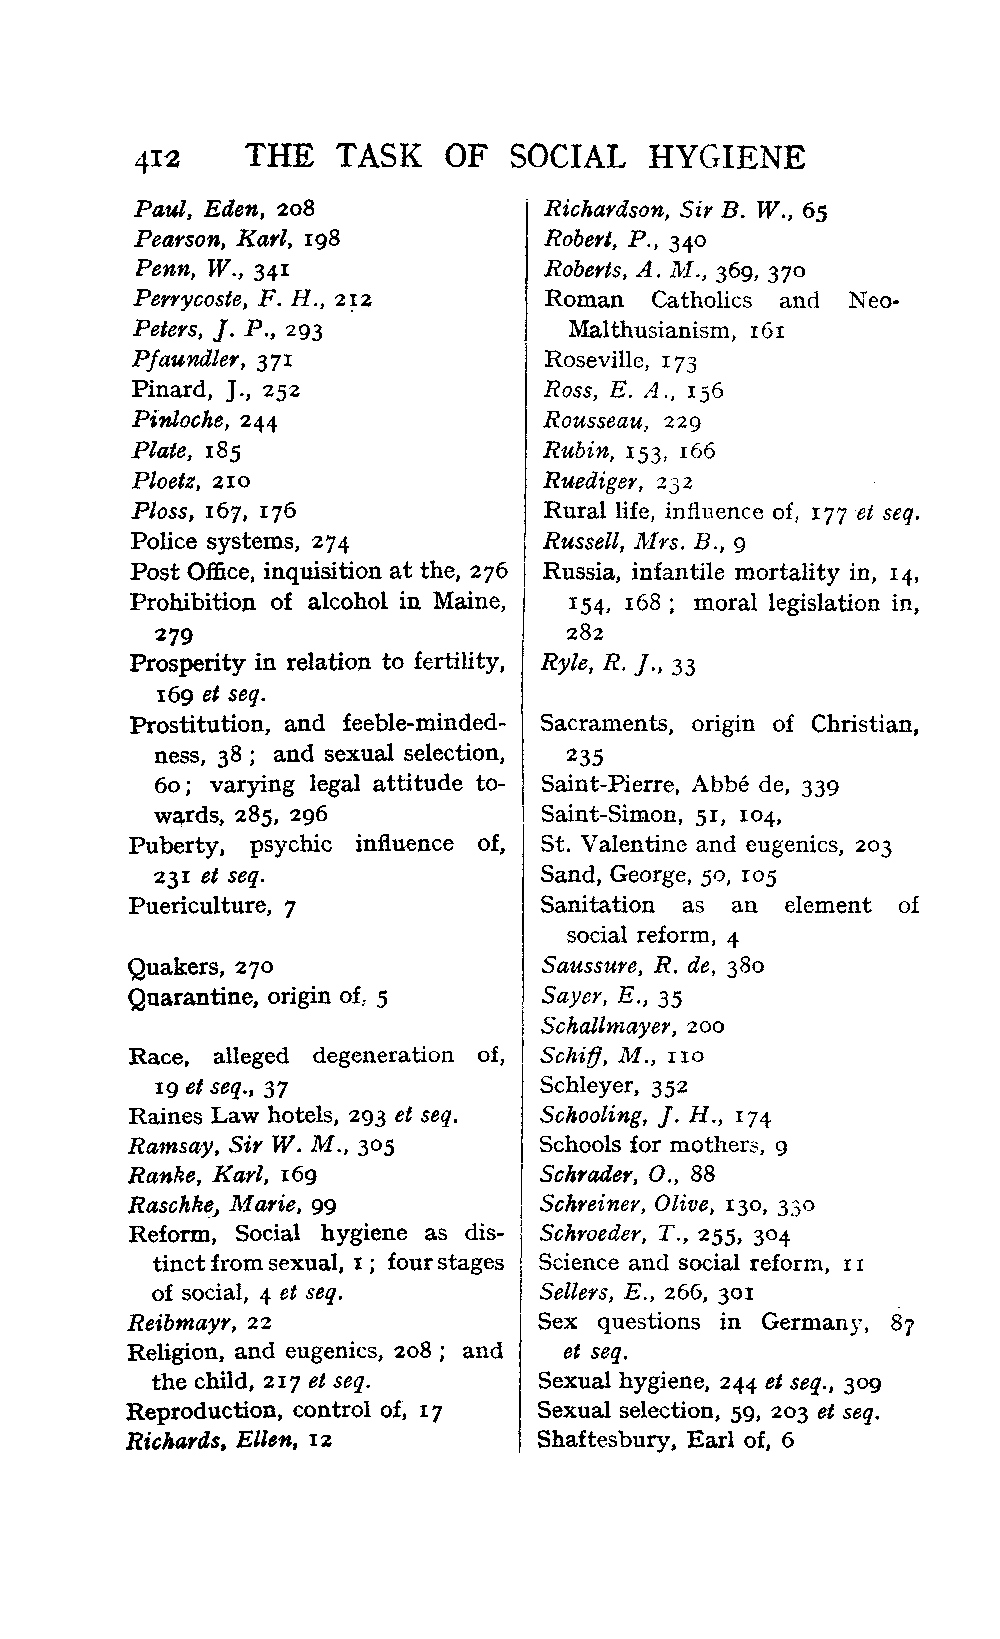 412 THE TASK OF SOCIAL HYGIENE
Paul, Eden, 208
Pearson, Karl, 198
Penn, W., 341
Perrycoste, F. H., 212
Peters, J. P., 293
Pfaundler, 371
Pinard, J., 252
Pinloche, 244
Plate, 185
Ploetz, 210
Ploss, 167, 176
Police systems, 274
Post Office, inquisition at the, 276
Prohibition of alcohol in Maine,
279
Prosperity in relation to fertility,
169 et seq.
Prostitution, and feeble-minded-
ness, 38; and sexual selection,
60; varying legal attitude to-
wards, 285, 296
Puberty, psychic influence of,
231 et seq.
Puericulture, 7
Quakers, 270
Quarantine, origin of, 5
Race, alleged degeneration of,
19 et seq., 37
Raines Law hotels, 293 et seq.
Ramsay, Sir W. M., 305
Ranke, Karl, 169
Raschke, Marie, 99
Reform, Social hygiene as dis-
tinct from sexual, 1; four stages
of social, 4 et seq.
Reibmayr, 22
Religion, and eugenics, 208; and
the child, 217 et seq.
Reproduction, control of, 17
Richards, Ellen, 12
Richardson, Sir B. W., 65
Robert, P., 340
Roberts, A. M., 369, 370
Roman Catholics and Neo-
Malthusianism, 161
Roseville, 173
Ross, E. A., 156
Rousseau, 229
Rubin, 153, 166
Ruediger, 232
Rural life, influence of, 177 et seq.
Russell, Mrs. B., 9
Russia, infantile mortality in, 14,
154, 168; moral legislation in,
282
Ryle, R. J., 33
Sacraments, origin of Christian,
235
Saint-Pierre, Abbé de, 339
Saint-Simon, 51, 104,
St. Valentine and eugenics, 203
Sand, George, 50, 105
Sanitation as an element of
social reform, 4
Saussure, R. de, 380
Sayer, E., 35
Schallmayer, 200
Schiff, M., 110
Schleyer, 352
Schooling, J. H., 174
Schools for mothers, 9
Schrader, O., 88
Schreiner, Olive, 130, 330
Schroeder, T., 255, 304
Science and social reform, 11
Sellers, E., 266, 301
Sex questions in Germany, 87
et seq.
Sexual hygiene, 244 et seq., 309
Sexual selection, 59, 203 et seq.
Shaftesbury, Earl of, 6